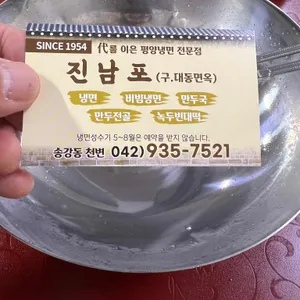 SINCE 1954 代를 이은 평양냉면 전문점
진남포 (구.대동면옥)
냉면 비빔냉면 만두국
만두전골 녹두빈대떡
냉면성수기 5~8월은 예약을 받지 않습니다.
송강동 천변 042)935-7521